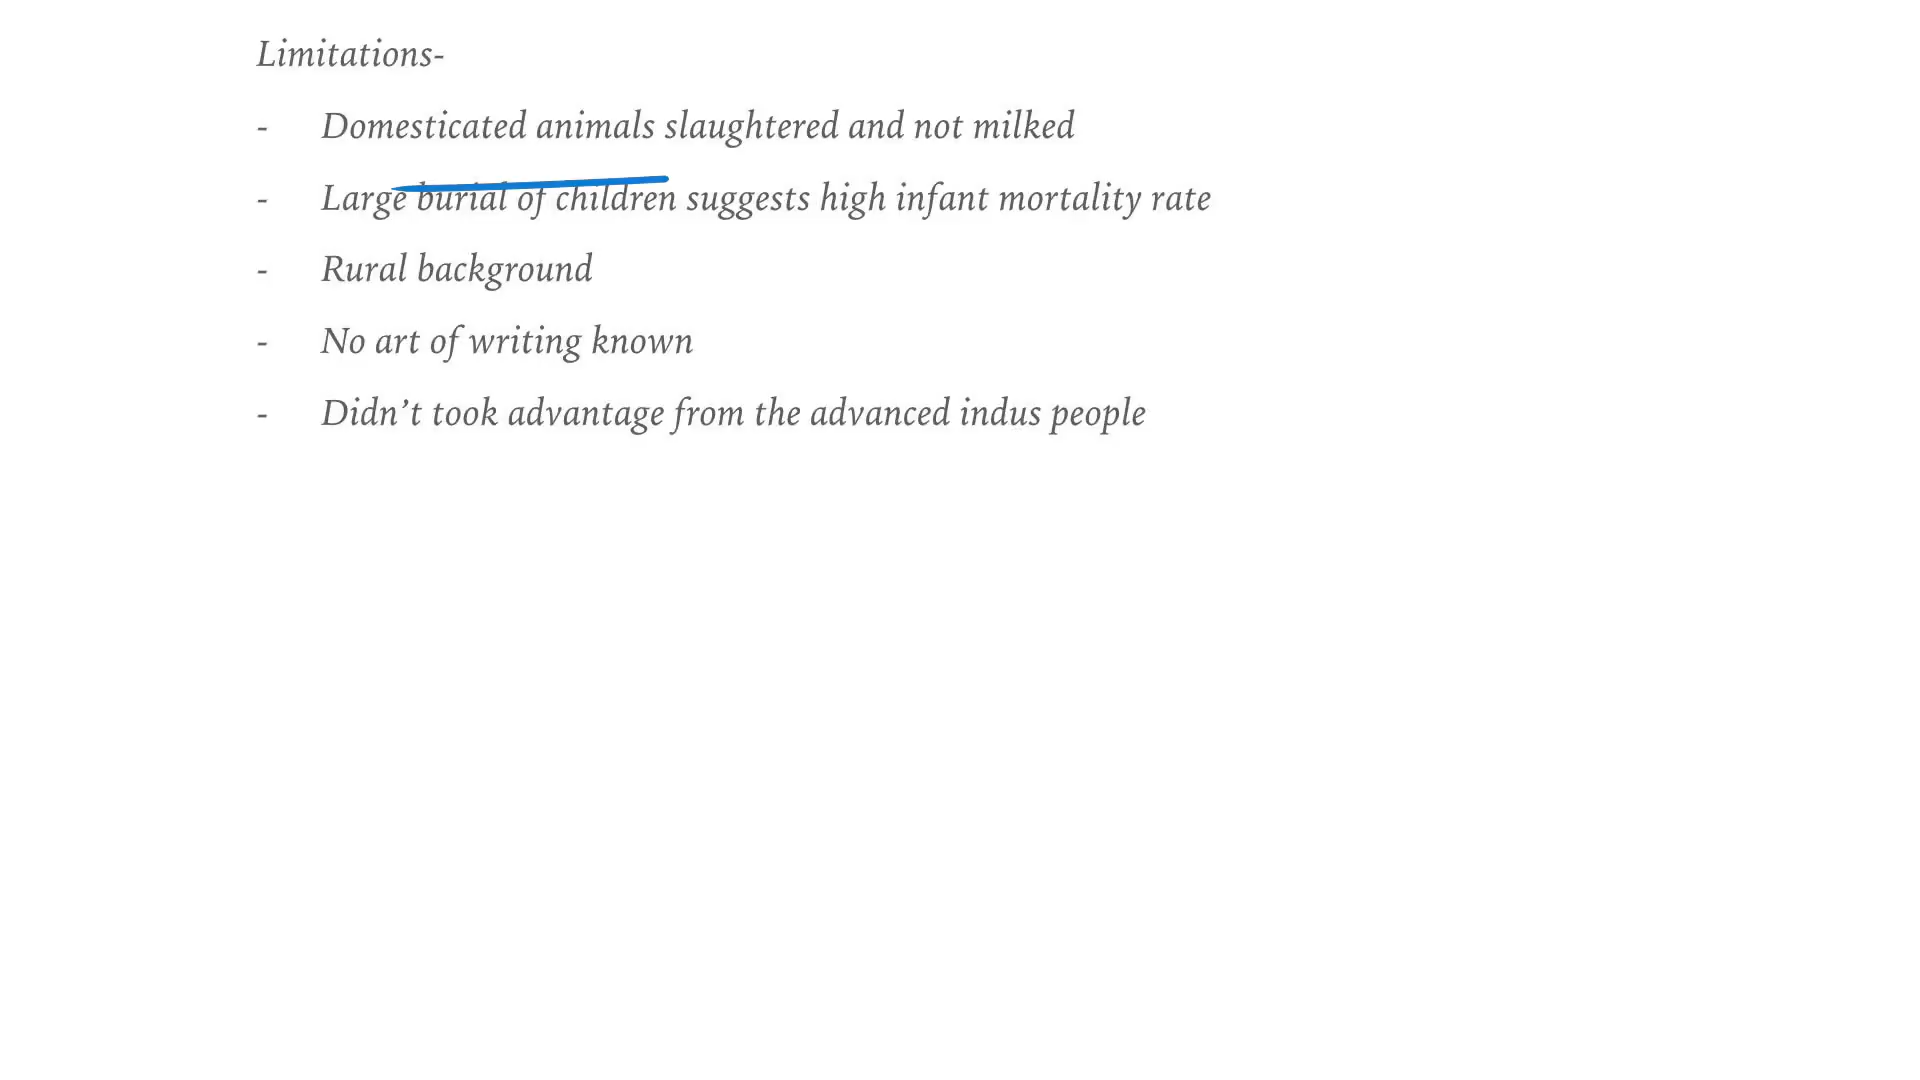 Limitations-
- Domesticated animals slaughtered and not milked
- Large burial of children suggests high infant mortality rate
- Rural background
- No art of writing known
- Didn’t took advantage from the advanced indus people